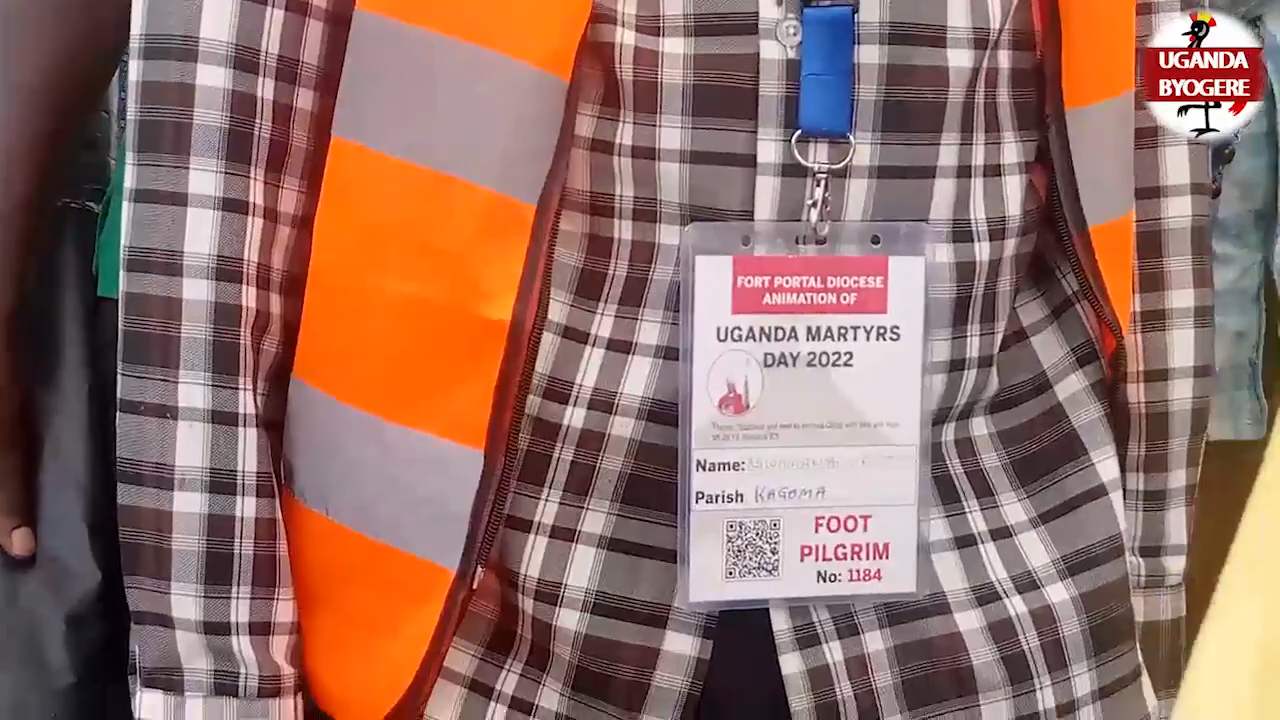 UGANDA
BYOGERE
FORT PORTAL DIOCESE
ANIMATION OF
UGANDA MARTYRS
DAY 2022
Name:
Parish KAGOMA
FOOT
PILGRIM
No: 1184